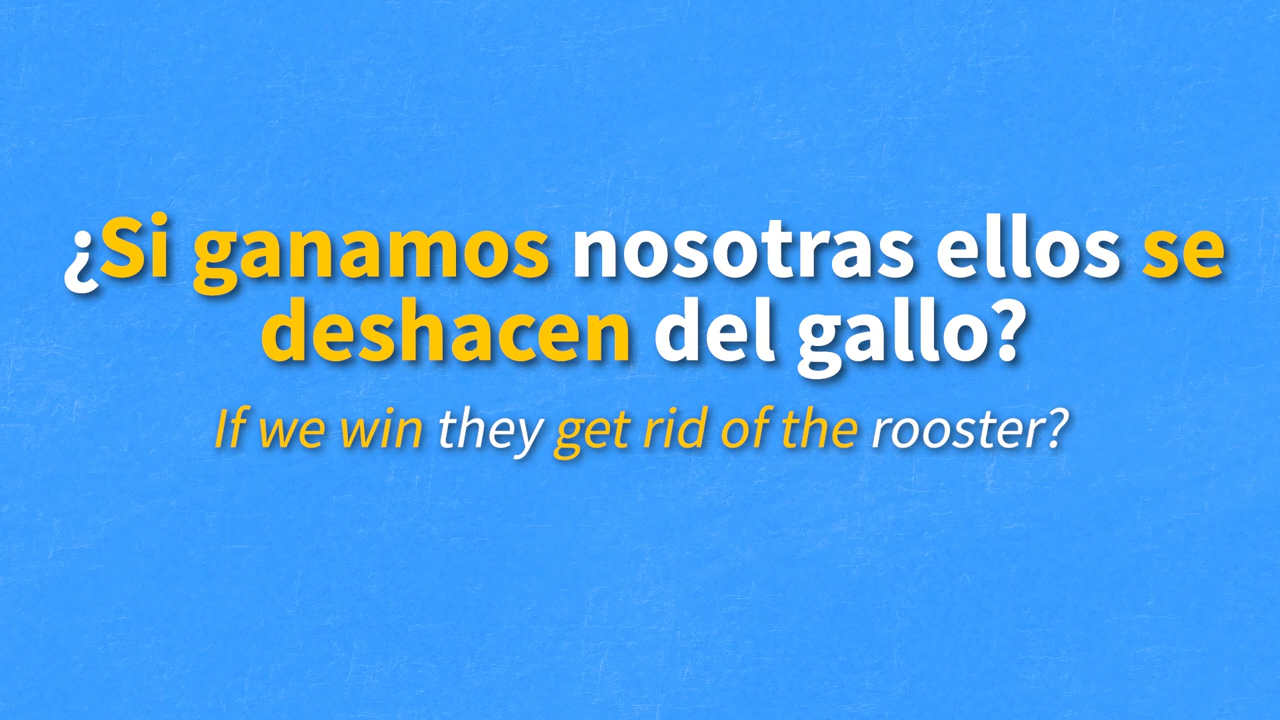 ¿Si ganamos nosotras ellos se
deshacen del gallo?
If we win they get rid of the rooster?